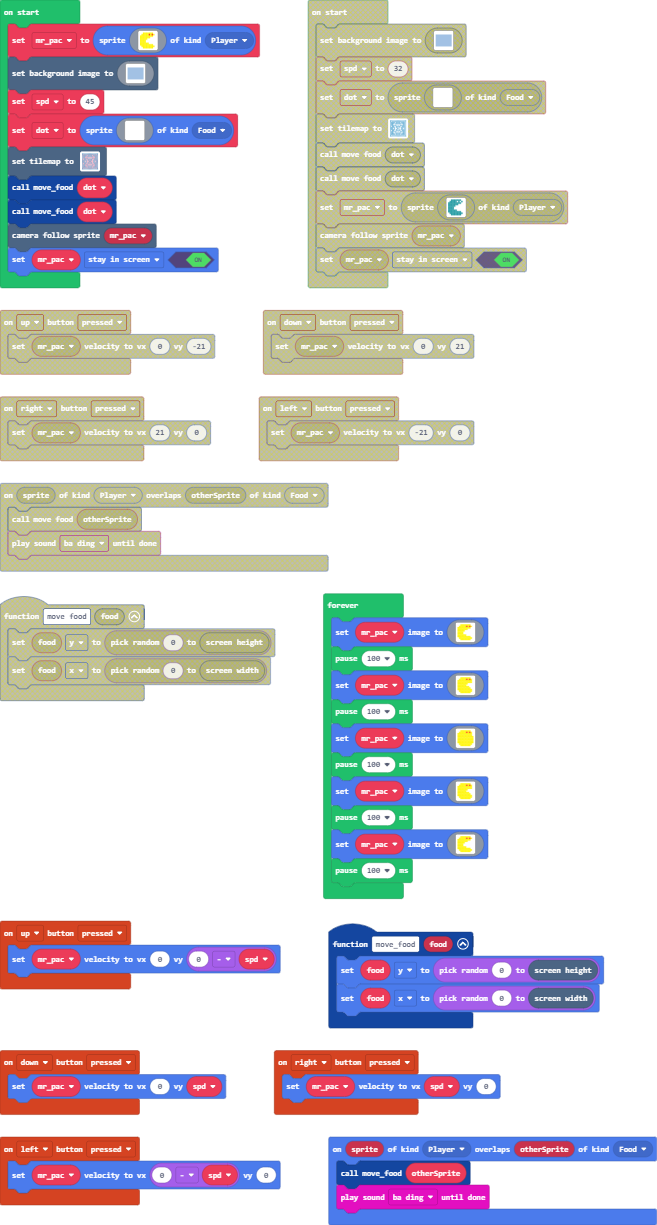 on start
set mr_pac to sprite of kind Player
set background image to
set spd to 45
set dot to sprite of kind Food
set tilemap to
call move_food dot
call move_food dot
camera follow sprite mr_pac
set mr_pac stay in screen ON
on start
set background image to
set spd to 32
set dot to sprite of kind Food
set tilemap to
call move food dot
call move food dot
set mr_pac to sprite of kind Player
camera follow sprite mr_pac
set mr_pac stay in screen ON
on up button pressed
set mr_pac velocity to vx 0 vy -21
on down button pressed
set mr_pac velocity to vx 0 vy 21
on right button pressed
set mr_pac velocity to vx 21 vy 0
on left button pressed
set mr_pac velocity to vx -21 vy 0
on sprite of kind Player overlaps otherSprite of kind Food
call move food otherSprite
play sound ba ding until done
function move food food
set food y to pick random 0 to screen height
set food x to pick random 0 to screen width
forever
set mr_pac image to
pause 100 ms
set mr_pac image to
pause 100 ms
set mr_pac image to
pause 100 ms
set mr_pac image to
pause 100 ms
set mr_pac image to
pause 100 ms
on up button pressed
set mr_pac velocity to vx 0 vy 0 - spd
function move_food food
set food y to pick random 0 to screen height
set food x to pick random 0 to screen width
on down button pressed
set mr_pac velocity to vx 0 vy spd
on right button pressed
set mr_pac velocity to vx spd vy 0
on left button pressed
set mr_pac velocity to vx 0 - spd vy 0
on sprite of kind Player overlaps otherSprite of kind Food
call move_food otherSprite
play sound ba ding until done